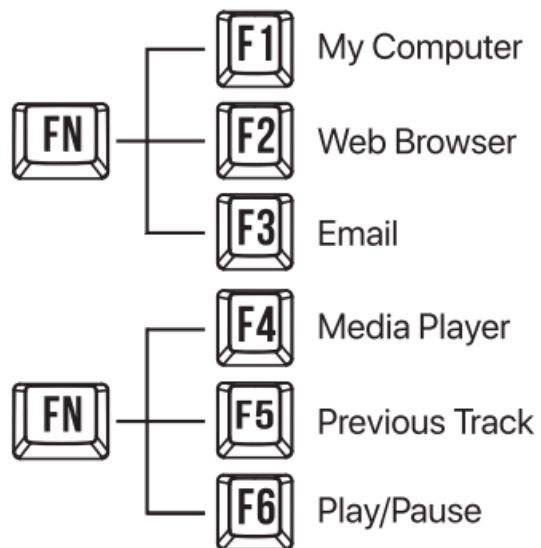 F1 My Computer
FN F2 Web Browser
F3 Email
F4 Media Player
FN F5 Previous Track
F6 Play/Pause